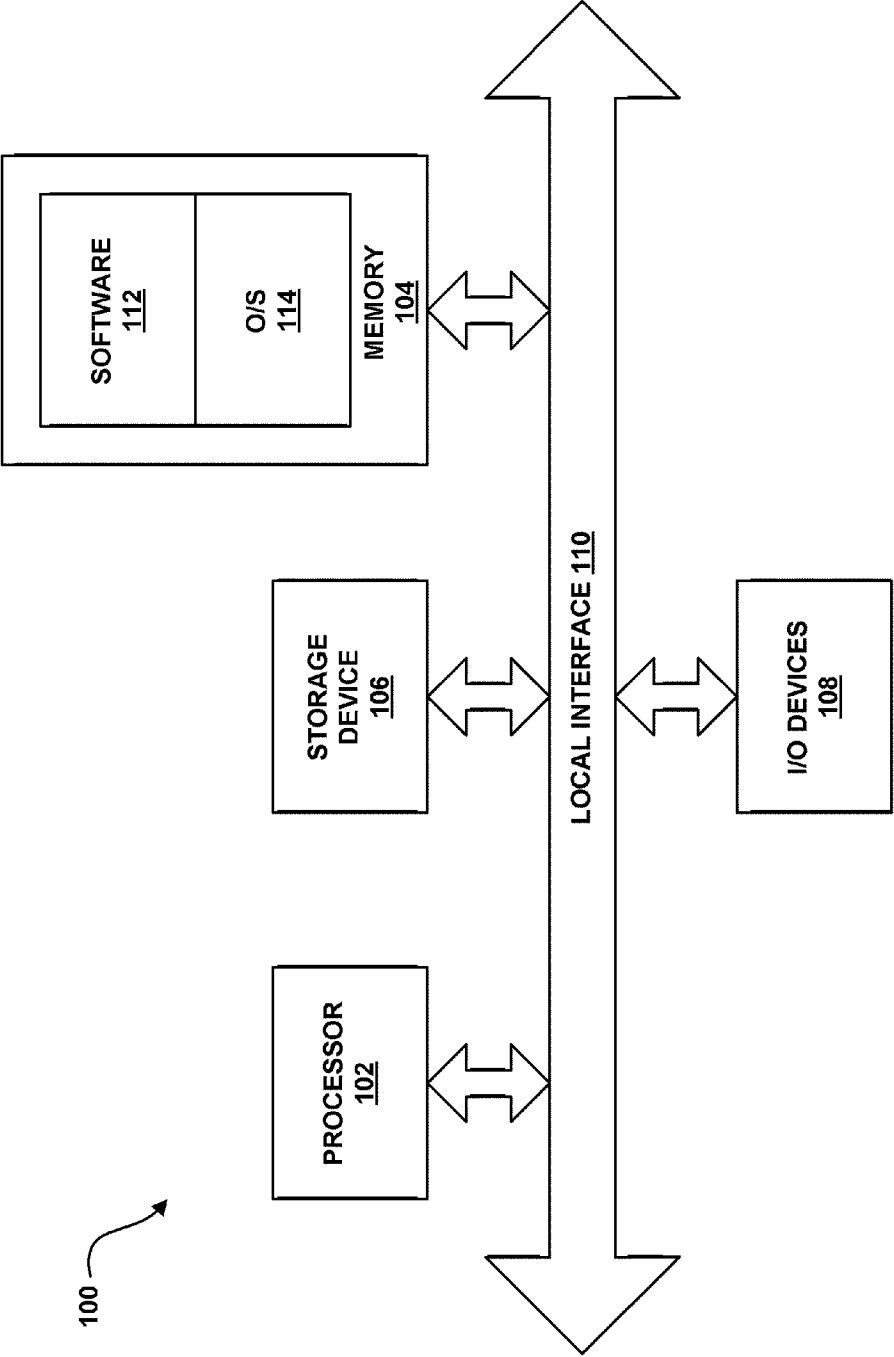 100
PROCESSOR
102
STORAGE
DEVICE
106
SOFTWARE
112
O/S
114
MEMORY
104
LOCAL INTERFACE 110
I/O DEVICES
108